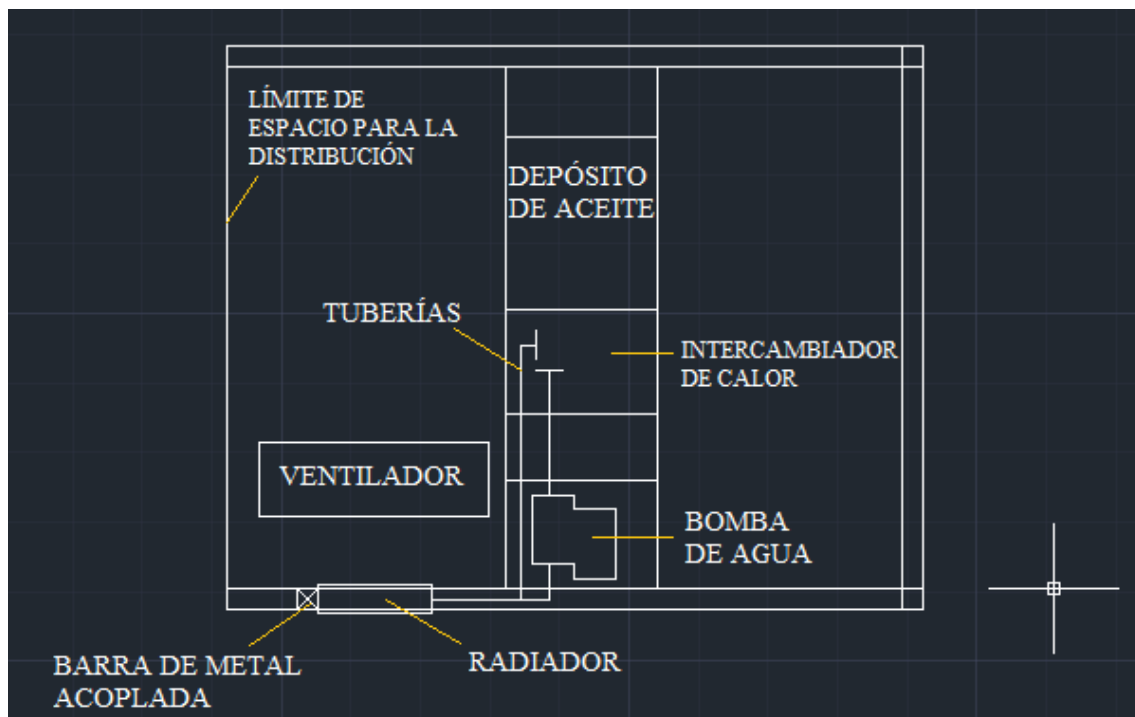 LÍMITE DE
ESPACIO PARA LA
DISTRIBUCIÓN
DEPÓSITO
DE ACEITE
TUBERÍAS
INTERCAMBIADOR
DE CALOR
VENTILADOR
BOMBA
DE AGUA
BARRA DE METAL
ACOPLADA
RADIADOR